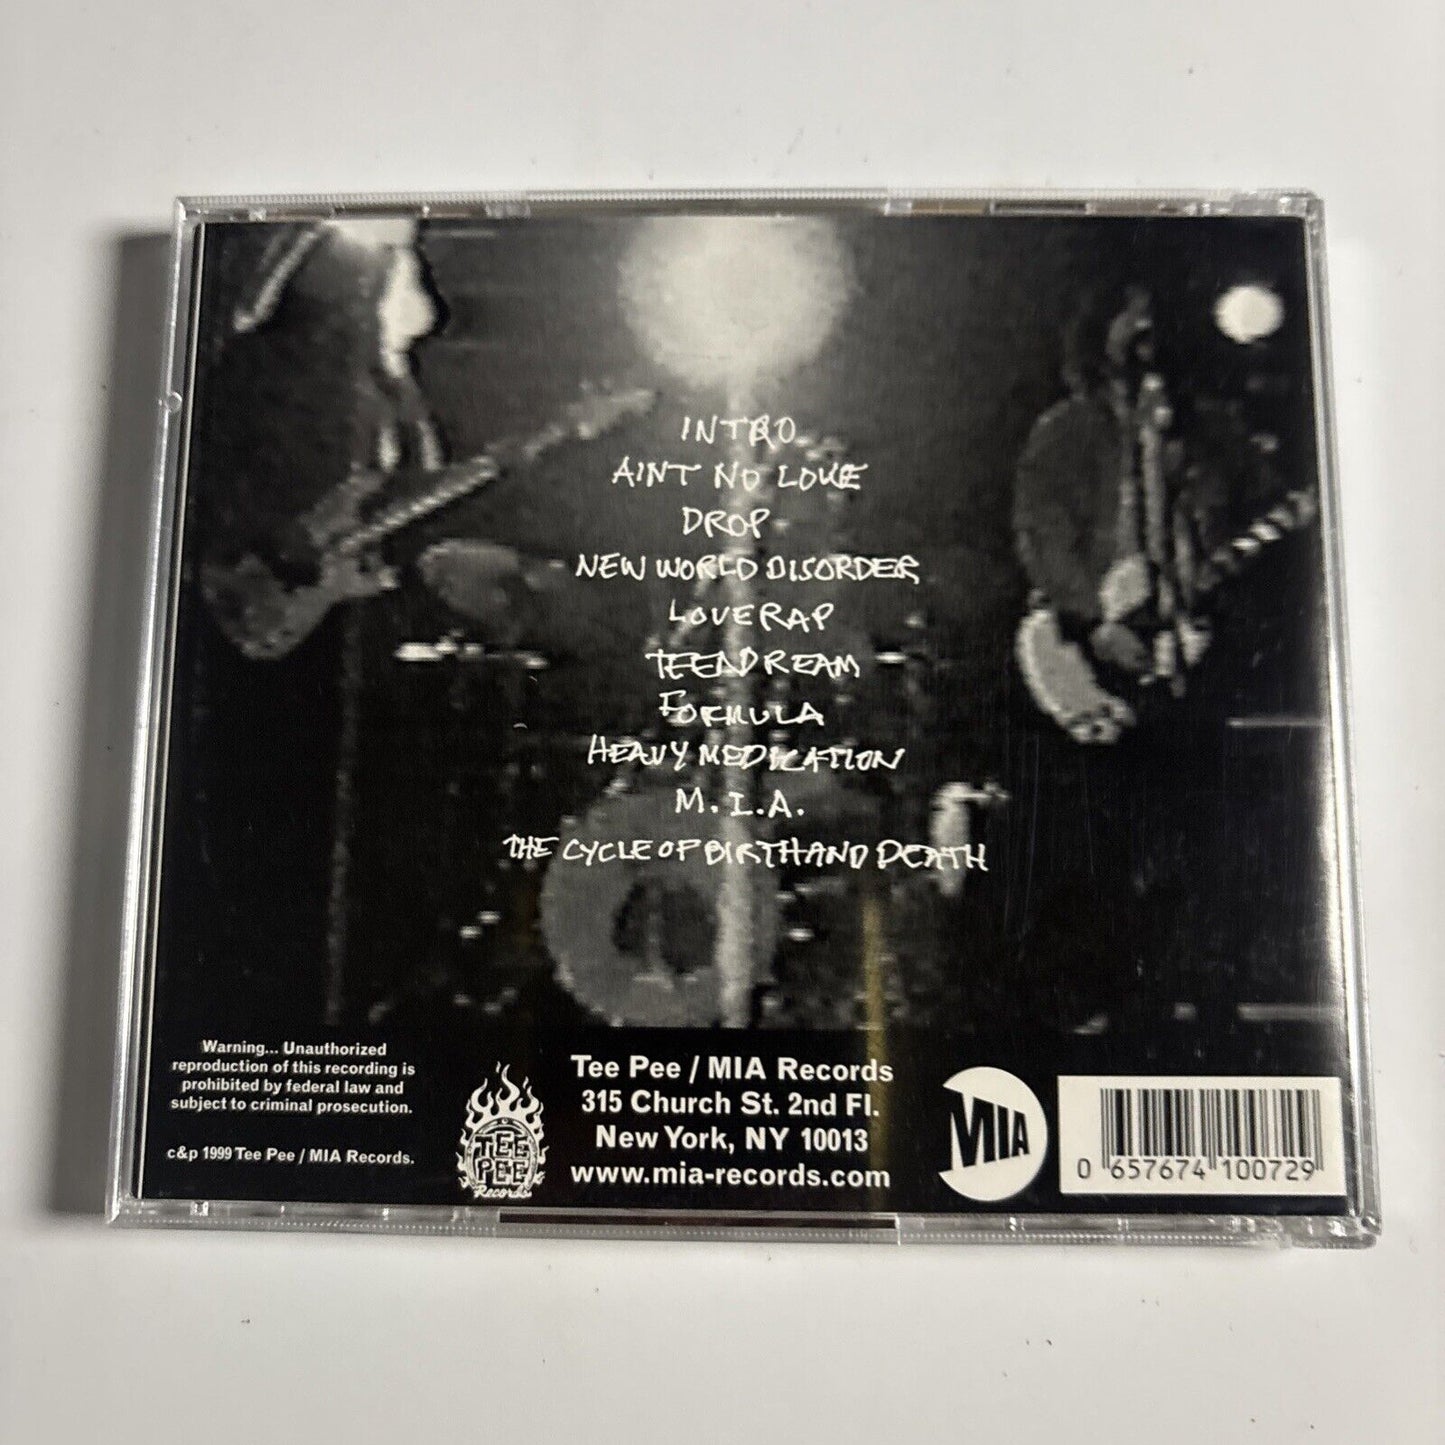 INTRO
AINT NO LOVE
DROP
NEW WORLD DISORDER
LOVE RAP
TEENDREAM
FORMULA
HEAVY MEDICATION
M.I.A.
THE CYCLE OF BIRTH AND DEATH
Warning... Unauthorized
reproduction of this recording is
prohibited by federal law and
subject to criminal prosecution.
c&p 1999 Tee Pee / MIA Records.
TEE
PEE
Records
Tee Pee / MIA Records
315 Church St. 2nd Fl.
New York, NY 10013
www.mia-records.com
MIA
0 657674 100729